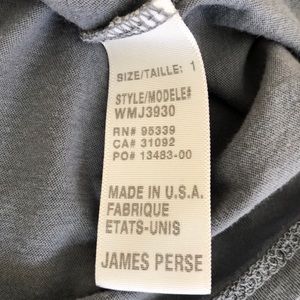 SIZE/TAILLE: 1
STYLE/MODELE#
WMJ3930
RN# 95339
CA# 31092
PO# 13483-00
MADE IN U.S.A.
FABRIQUE
ETATS-UNIS
JAMES PERSE